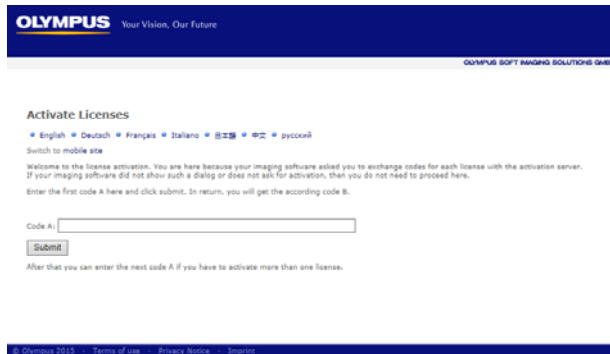 OLYMPUS Your Vision, Our Future
OLYMPUS SOFT IMAGING SOLUTIONS GMB
Activate Licenses
English Deutsch Français Italiano 日本語 中文 русский
Switch to mobile site
Welcome to the license activation. You are here because your imaging software asked you to exchange codes for each license with the activation server.
If your imaging software did not show such a dialog or does not ask for activation, then you do not need to proceed here.
Enter the first code A here and click submit. In return, you will get the according code B.
Code A:
Submit
After that you can enter the next code A if you have to activate more than one license.
© Olympus 2015 · Terms of use · Privacy Notice · Imprint